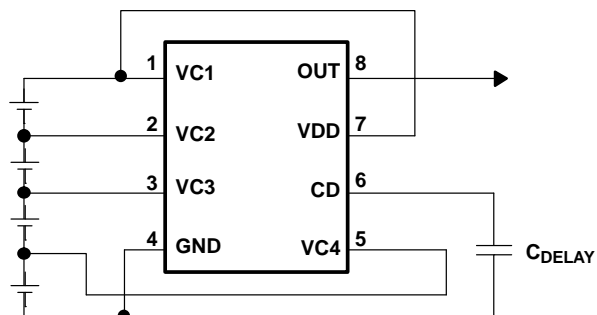 1 VC1 OUT 8
2 VC2 VDD 7
3 VC3 CD 6
4 GND VC4 5
CDELAY